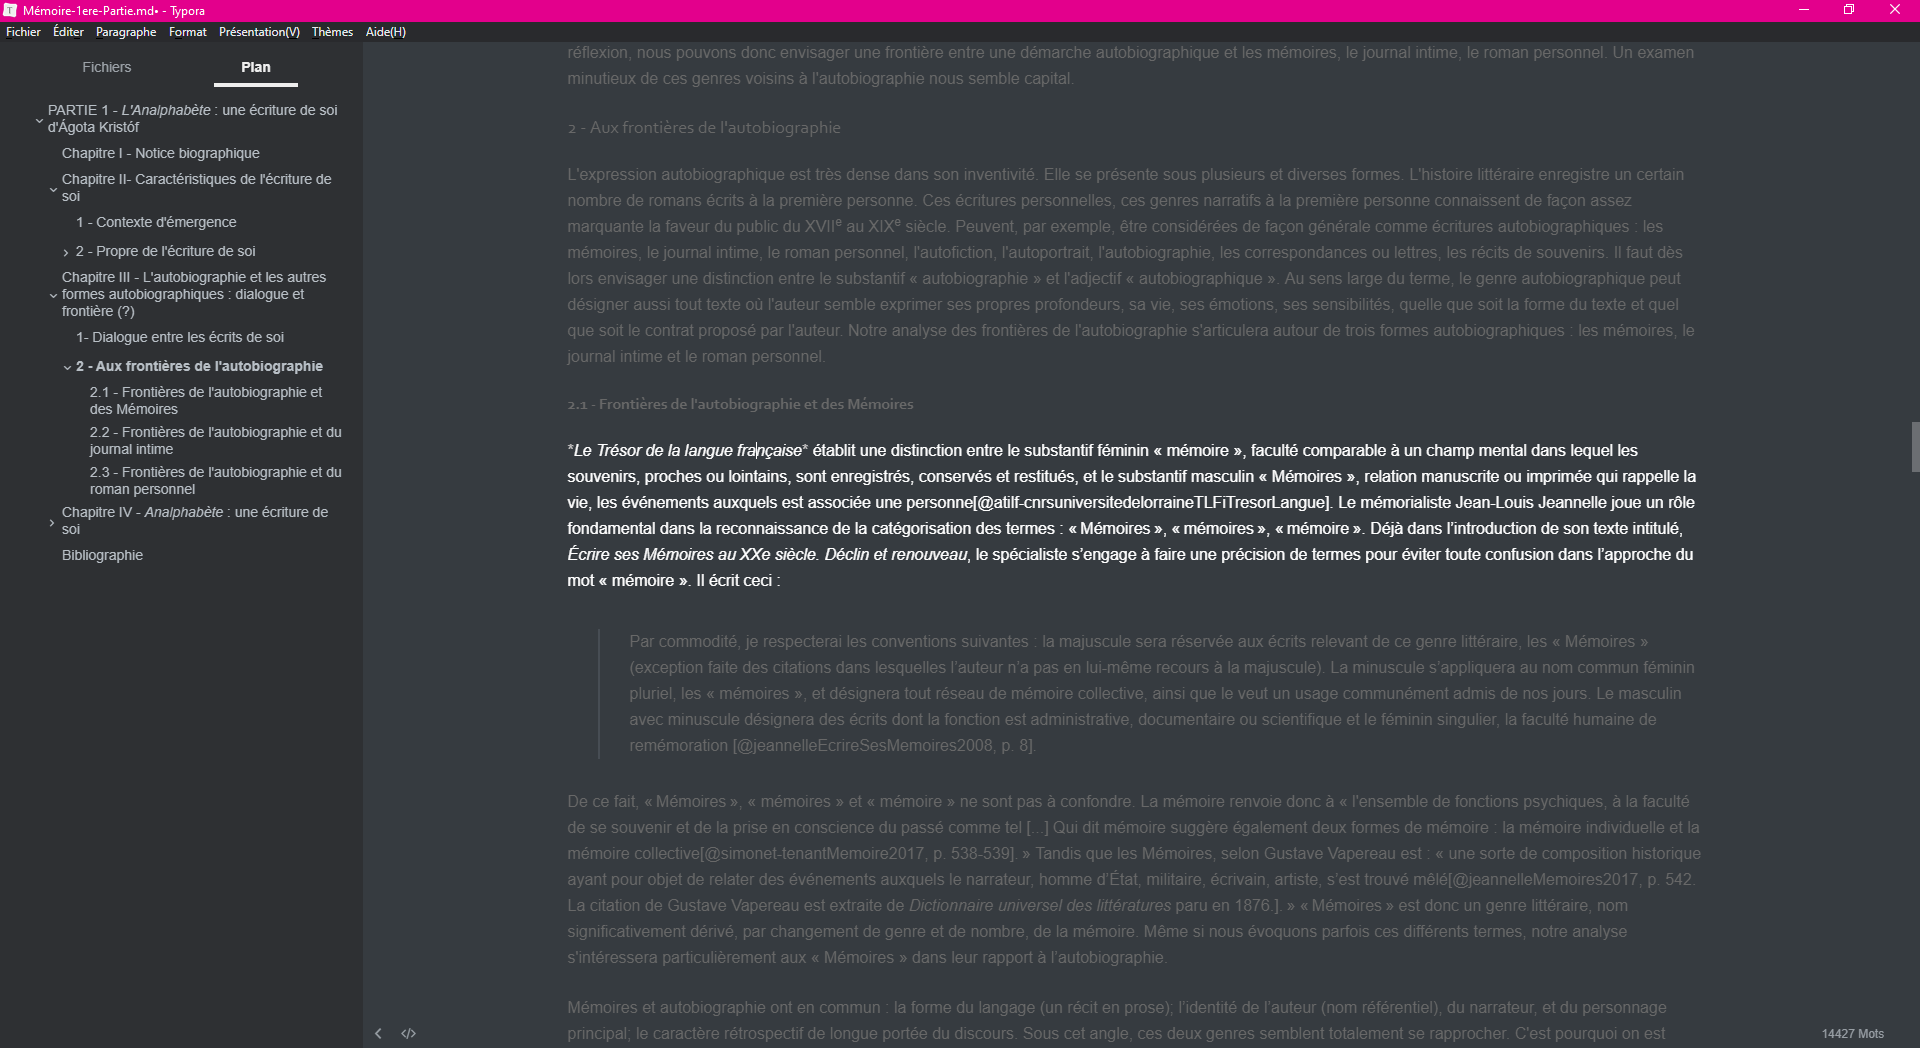 Mémoire-1ere-Partie.md• - Typora
Fichier Éditer Paragraphe Format Présentation(V) Thèmes Aide(H)
Fichiers Plan
PARTIE 1 - L'Analphabète : une écriture de soi
d'Ágota Kristóf
Chapitre I - Notice biographique
Chapitre II- Caractéristiques de l'écriture de
soi
1 - Contexte d'émergence
2 - Propre de l'écriture de soi
Chapitre III - L'autobiographie et les autres
formes autobiographiques : dialogue et
frontière (?)
1- Dialogue entre les écrits de soi
2 - Aux frontières de l'autobiographie
2.1 - Frontières de l'autobiographie et
des Mémoires
2.2 - Frontières de l'autobiographie et du
journal intime
2.3 - Frontières de l'autobiographie et du
roman personnel
Chapitre IV - Analphabète : une écriture de
soi
Bibliographie
réflexion, nous pouvons donc envisager une frontière entre une démarche autobiographique et les mémoires, le journal intime, le roman personnel. Un examen
minutieux de ces genres voisins à l'autobiographie nous semble capital.
2 - Aux frontières de l'autobiographie
L'expression autobiographique est très dense dans son inventivité. Elle se présente sous plusieurs et diverses formes. L'histoire littéraire enregistre un certain
nombre de romans écrits à la première personne. Ces écritures personnelles, ces genres narratifs à la première personne connaissent de façon assez
marquante la faveur du public du XVIIe au XIXe siècle. Peuvent, par exemple, être considérées de façon générale comme écritures autobiographiques : les
mémoires, le journal intime, le roman personnel, l'autofiction, l'autoportrait, l'autobiographie, les correspondances ou lettres, les récits de souvenirs. Il faut dès
lors envisager une distinction entre le substantif « autobiographie » et l'adjectif « autobiographique ». Au sens large du terme, le genre autobiographique peut
désigner aussi tout texte où l'auteur semble exprimer ses propres profondeurs, sa vie, ses émotions, ses sensibilités, quelle que soit la forme du texte et quel
que soit le contrat proposé par l'auteur. Notre analyse des frontières de l'autobiographie s'articulera autour de trois formes autobiographiques : les mémoires, le
journal intime et le roman personnel.
2.1 - Frontières de l'autobiographie et des Mémoires
*Le Trésor de la langue française* établit une distinction entre le substantif féminin « mémoire », faculté comparable à un champ mental dans lequel les
souvenirs, proches ou lointains, sont enregistrés, conservés et restitués, et le substantif masculin « Mémoires », relation manuscrite ou imprimée qui rappelle la
vie, les événements auxquels est associée une personne[@atilf-cnrsuniversitedelorraineTLFiTresorLangue]. Le mémorialiste Jean-Louis Jeannelle joue un rôle
fondamental dans la reconnaissance de la catégorisation des termes : « Mémoires », « mémoires », « mémoire ». Déjà dans l’introduction de son texte intitulé,
Écrire ses Mémoires au XXe siècle. Déclin et renouveau, le spécialiste s’engage à faire une précision de termes pour éviter toute confusion dans l’approche du
mot « mémoire ». Il écrit ceci :
Par commodité, je respecterai les conventions suivantes : la majuscule sera réservée aux écrits relevant de ce genre littéraire, les « Mémoires »
(exception faite des citations dans lesquelles l’auteur n’a pas en lui-même recours à la majuscule). La minuscule s’appliquera au nom commun féminin
pluriel, les « mémoires », et désignera tout réseau de mémoire collective, ainsi que le veut un usage communément admis de nos jours. Le masculin
avec minuscule désignera des écrits dont la fonction est administrative, documentaire ou scientifique et le féminin singulier, la faculté humaine de
remémoration [@jeannelleEcrireSesMemoires2008, p. 8].
De ce fait, « Mémoires », « mémoires » et « mémoire » ne sont pas à confondre. La mémoire renvoie donc à « l'ensemble de fonctions psychiques, à la faculté
de se souvenir et de la prise en conscience du passé comme tel [...] Qui dit mémoire suggère également deux formes de mémoire : la mémoire individuelle et la
mémoire collective[@simonet-tenantMemoire2017, p. 538-539]. » Tandis que les Mémoires, selon Gustave Vapereau est : « une sorte de composition historique
ayant pour objet de relater des événements auxquels le narrateur, homme d’État, militaire, écrivain, artiste, s’est trouvé mêlé[@jeannelleMemoires2017, p. 542.
La citation de Gustave Vapereau est extraite de Dictionnaire universel des littératures paru en 1876.]. » « Mémoires » est donc un genre littéraire, nom
significativement dérivé, par changement de genre et de nombre, de la mémoire. Même si nous évoquons parfois ces différents termes, notre analyse
s'intéressera particulièrement aux « Mémoires » dans leur rapport à l’autobiographie.
Mémoires et autobiographie ont en commun : la forme du langage (un récit en prose); l’identité de l’auteur (nom référentiel), du narrateur, et du personnage
principal; le caractère rétrospectif de longue portée du discours. Sous cet angle, ces deux genres semblent totalement se rapprocher. C'est pourquoi on est
14427 Mots